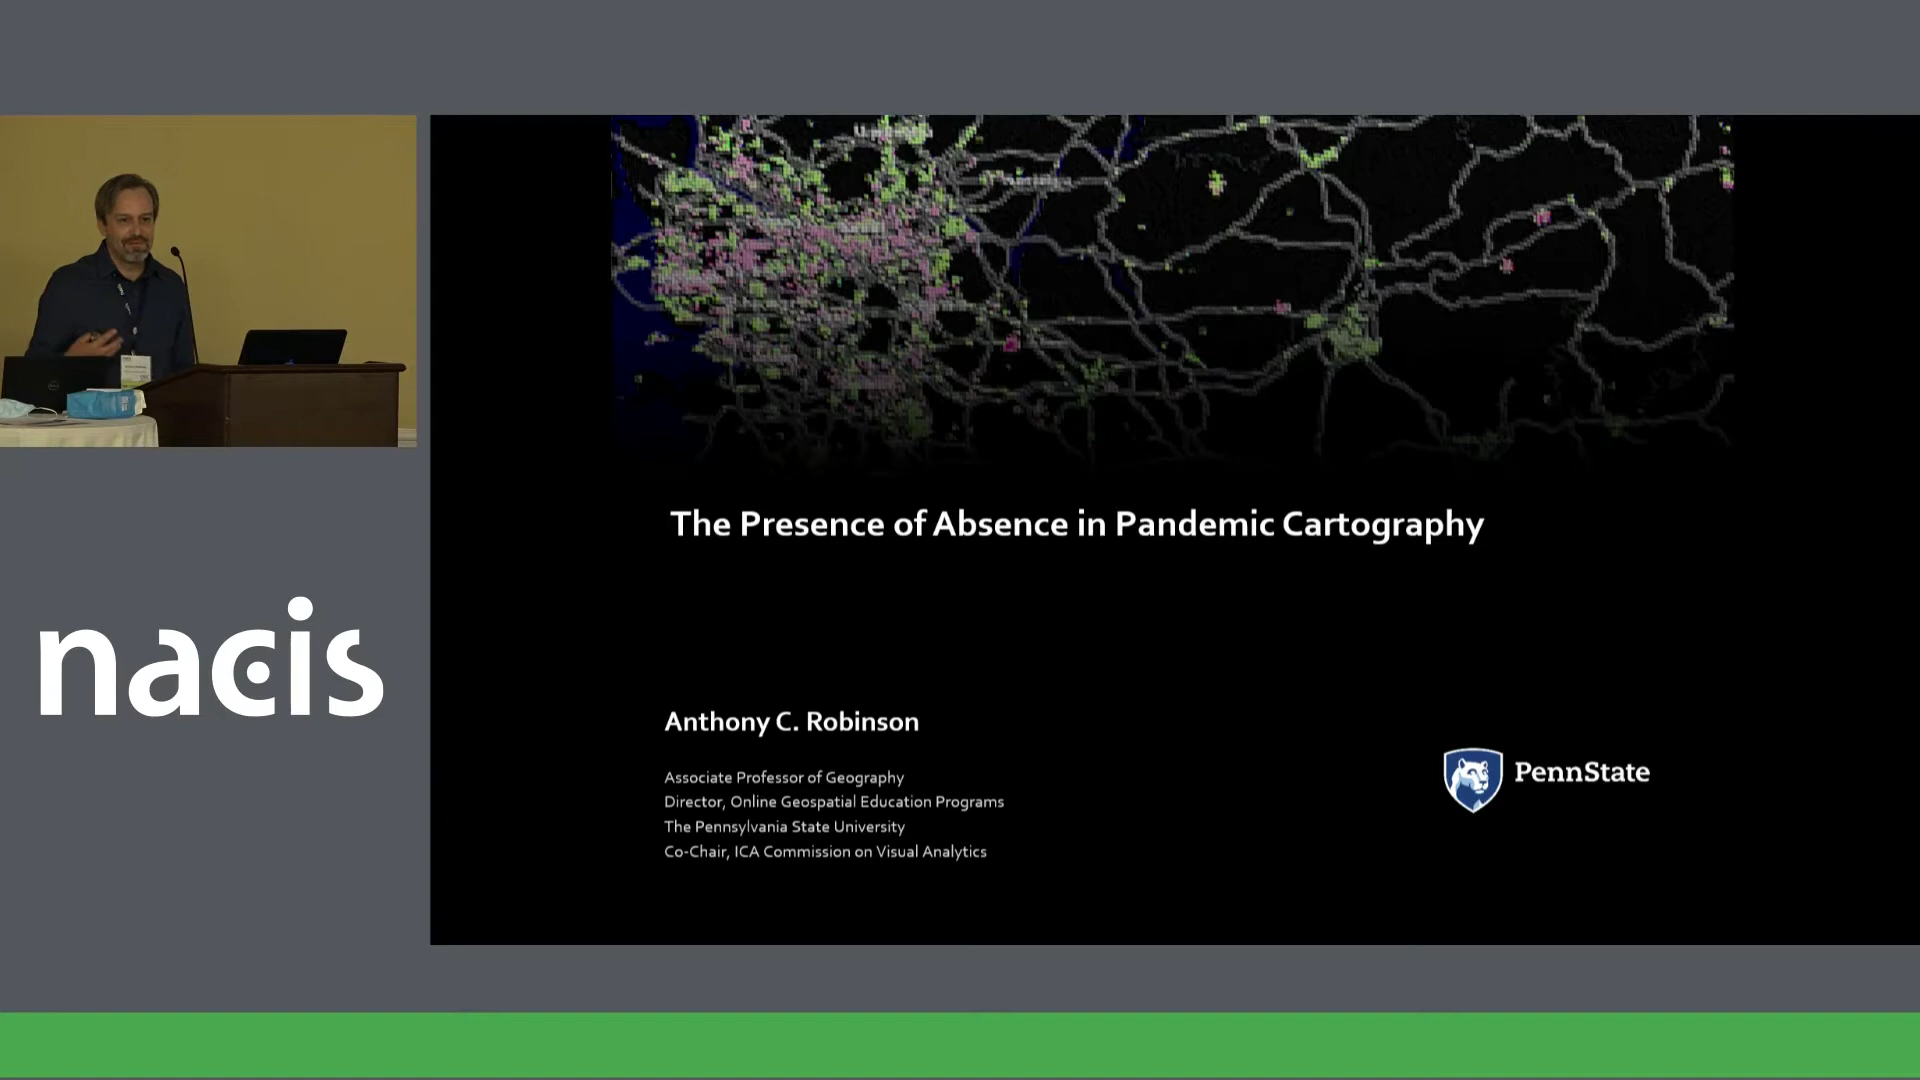 The Presence of Absence in Pandemic Cartography
nacis
Anthony C. Robinson
Associate Professor of Geography
Director, Online Geospatial Education Programs
The Pennsylvania State University
Co-Chair, ICA Commission on Visual Analytics
PennState